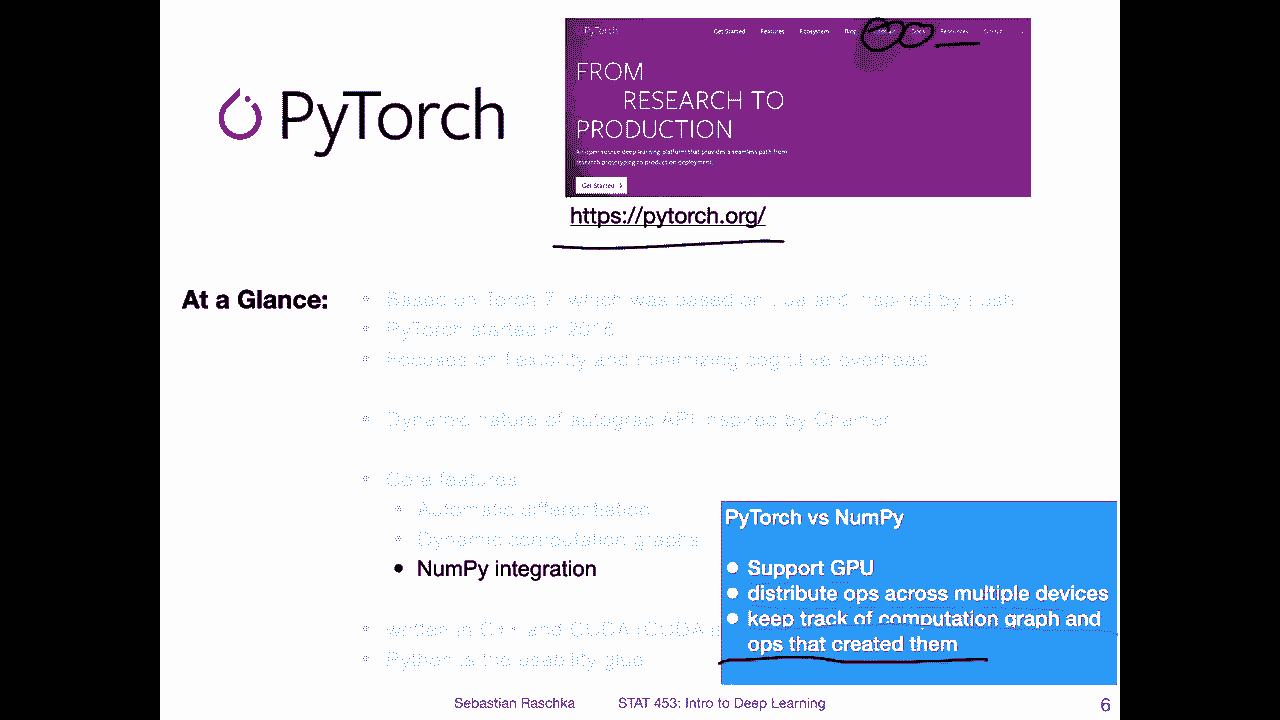 PyTorch
PyTorch
Get Started Features Ecosystem Blog Docs Resources
FROM
RESEARCH TO
PRODUCTION
An open source deep learning platform that provides a seamless path from
research prototyping to production deployment.
Get Started
https://pytorch.org/
At a Glance:
• Based on Torch 7, which was based on Lua and inspired by Lush
• PyTorch started in 2016
• Focuses on flexibility and minimizing cognitive overhead
• Dynamic nature of autograd API inspired by Chainer
• Core features
• Automatic differentiation
• Dynamic computation graphs
• NumPy integration
• written in C++ and CUDA (CUDA
• Python is the usability glue
PyTorch vs NumPy
• Support GPU
• distribute ops across multiple devices
• keep track of computation graph and
ops that created them
Sebastian Raschka STAT 453: Intro to Deep Learning 6